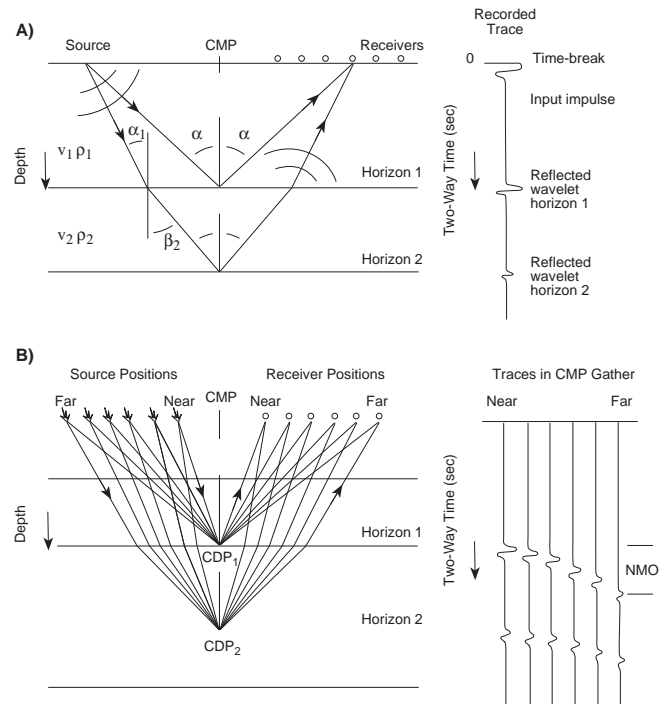 A)
Source
CMP
Receivers
α₁
α
α
v₁ ρ₁
Depth
Horizon 1
v₂ ρ₂
β₂
Horizon 2
Recorded
Trace
0
Time-break
Input impulse
Two-Way Time (sec)
Reflected
wavelet
horizon 1
Reflected
wavelet
horizon 2
B)
Source Positions
CMP
Receiver Positions
Far
Near
Near
Far
Depth
Horizon 1
CDP₁
Horizon 2
CDP₂
Traces in CMP Gather
Near
Far
Two-Way Time (sec)
NMO